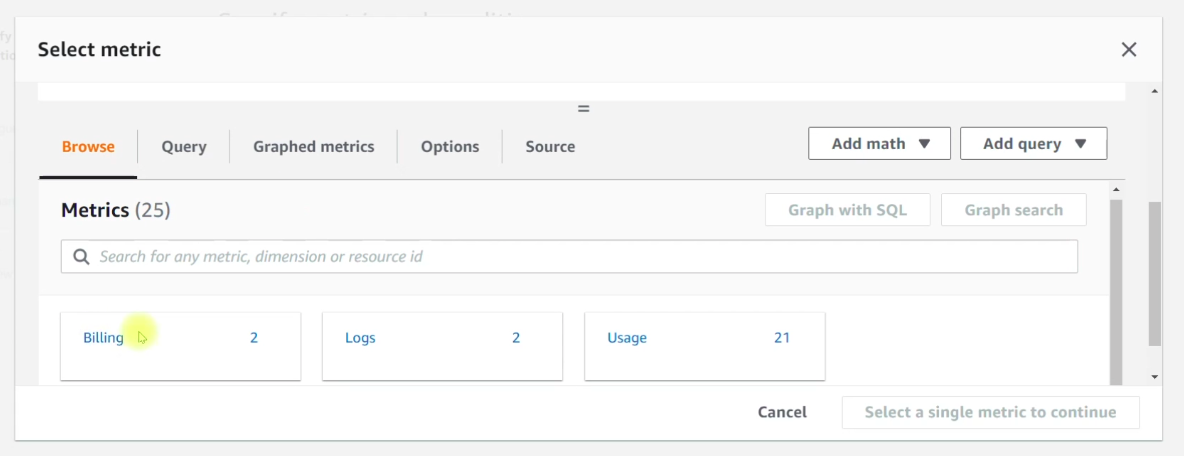 Select metric
Browse Query Graphed metrics Options Source Add math Add query
Metrics (25) Graph with SQL Graph search
Search for any metric, dimension or resource id
Billing 2 Logs 2 Usage 21
Cancel Select a single metric to continue